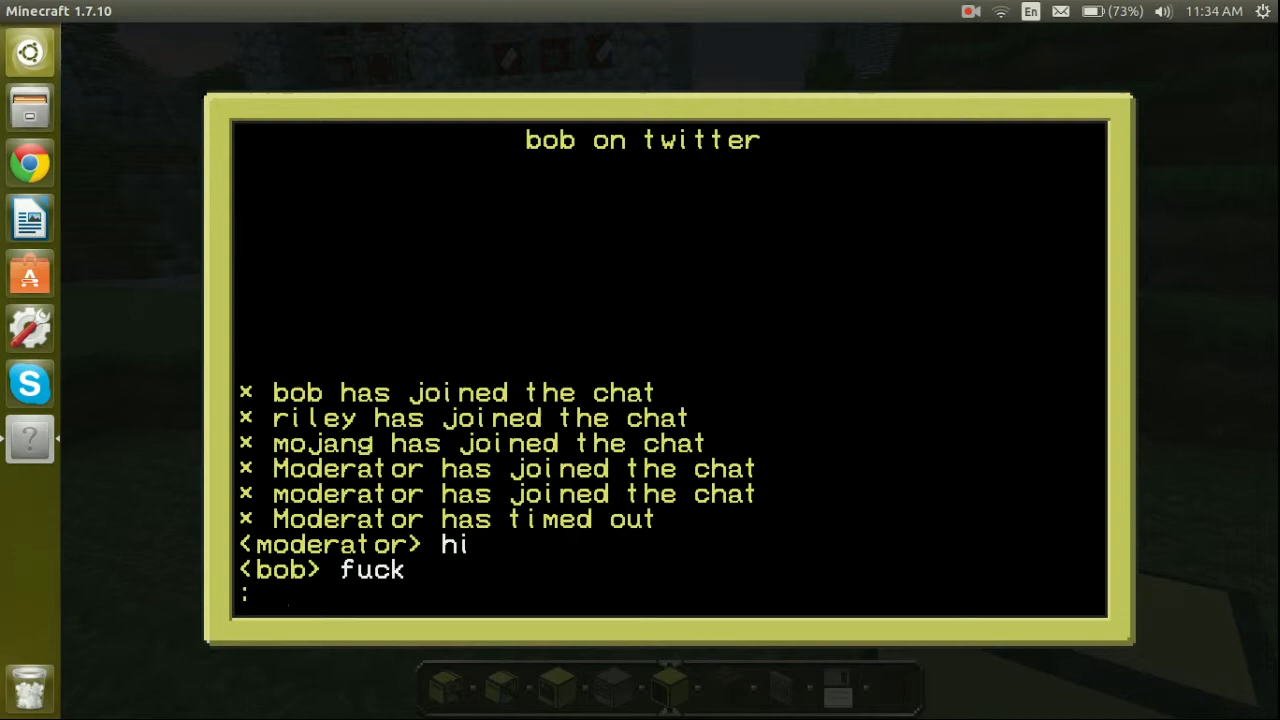 Minecraft 1.7.10
En
(73%)
11:34 AM
bob on twitter
× bob has joined the chat
× riley has joined the chat
× mojang has joined the chat
× Moderator has joined the chat
× moderator has joined the chat
× Moderator has timed out
<moderator> hi
<bob> fuck
: